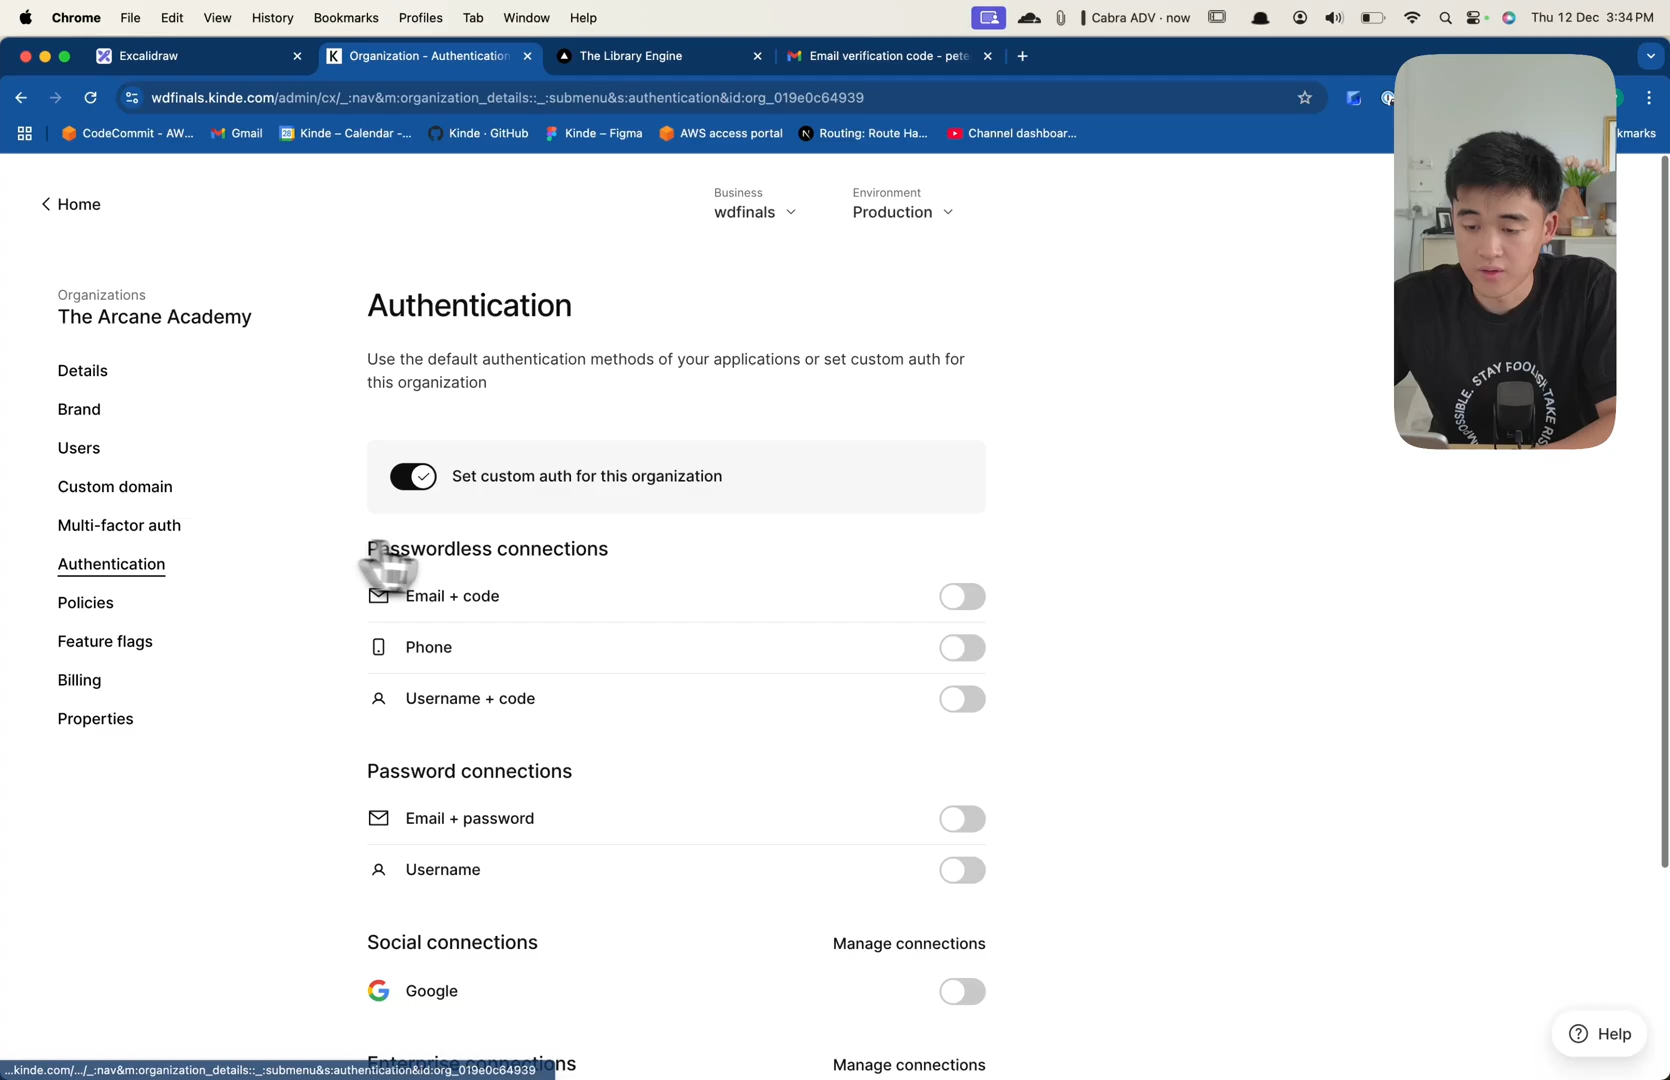 Chrome File Edit View History Bookmarks Profiles Tab Window Help
Cabra ADV · now
Thu 12 Dec 3:34 PM
Excalidraw
Organization - Authentication
The Library Engine
Email verification code - pete
wdfinals.kinde.com/admin/cx/_:nav&m:organization_details::_:submenu&s:authentication&id:org_019e0c64939
CodeCommit - AW...
Gmail
Kinde – Calendar -...
Kinde · GitHub
Kinde – Figma
AWS access portal
Routing: Route Ha...
Channel dashboar...
kmarks
Home
Business
wdfinals
Environment
Production
Organizations
The Arcane Academy
Details
Brand
Users
Custom domain
Multi-factor auth
Authentication
Policies
Feature flags
Billing
Properties
Authentication
Use the default authentication methods of your applications or set custom auth for
this organization
Set custom auth for this organization
Passwordless connections
Email + code
Phone
Username + code
Password connections
Email + password
Username
Social connections
Manage connections
Google
Enterprise connections
Manage connections
Help
...kinde.com/.../_:nav&m:organization_details::_:submenu&s:authentication&id:org_019e0c64939
STAY FOOLISH. TAKE